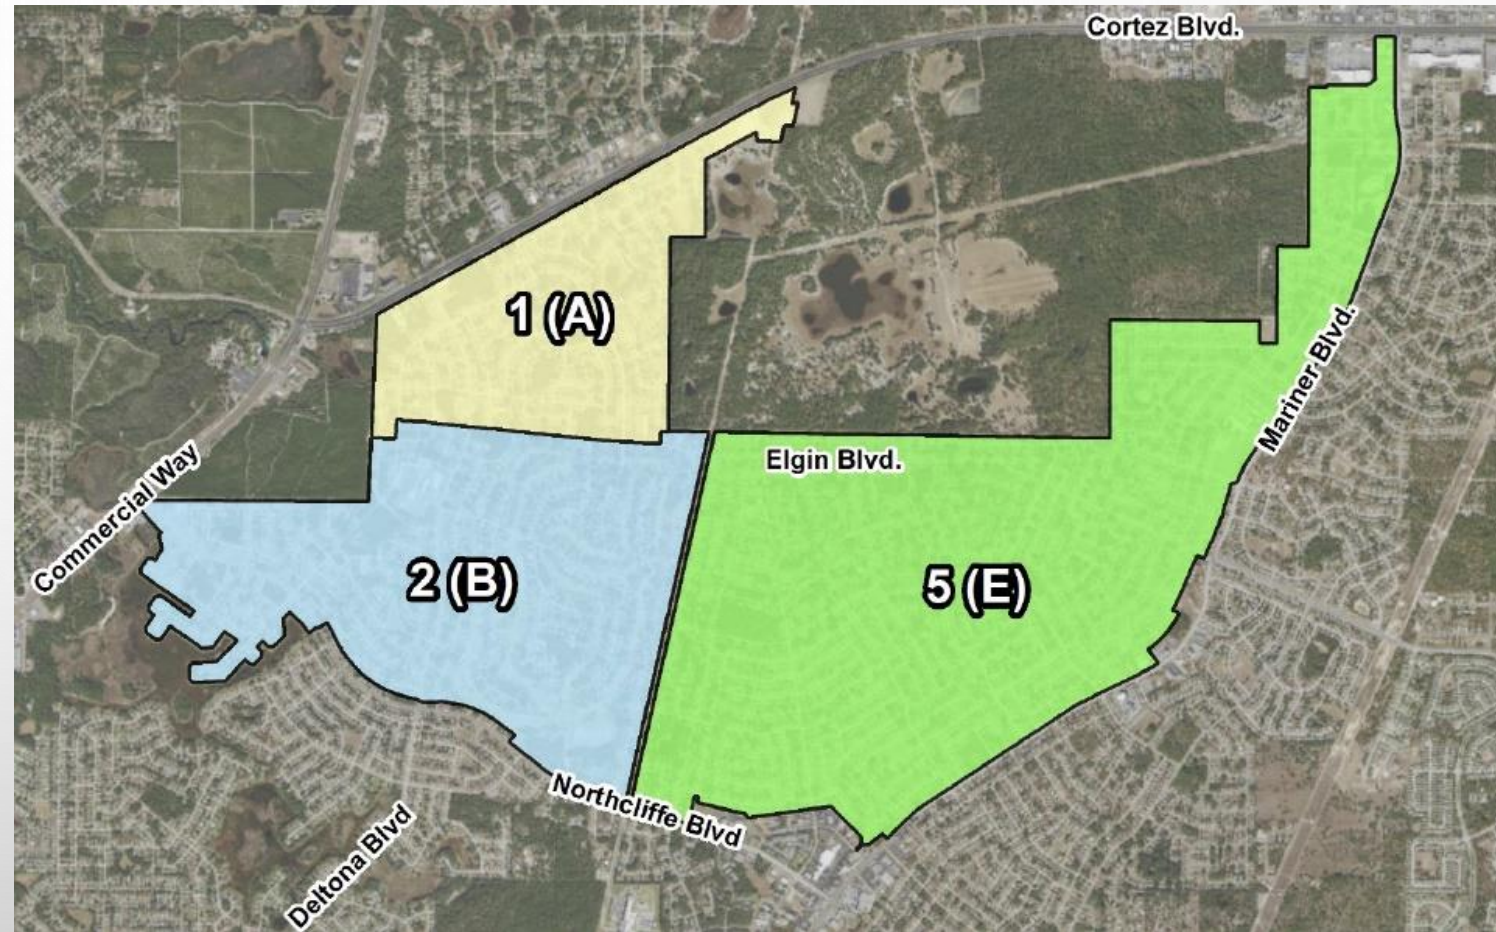 Cortez Blvd.
1 (A)
Mariner Blvd.
Elgin Blvd.
Commercial Way
2 (B)
5 (E)
Northcliffe Blvd
Deltona Blvd